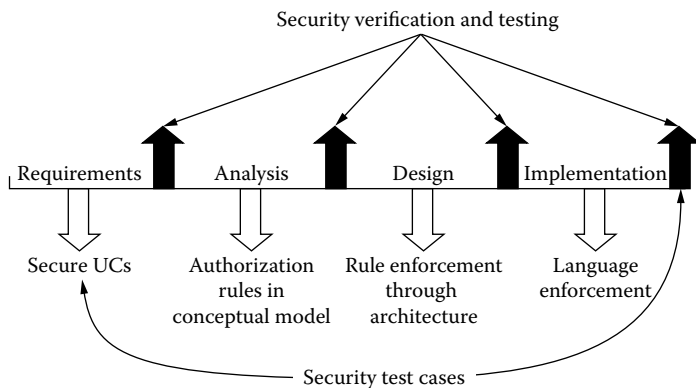 Security verification and testing
Requirements
Analysis
Design
Implementation
Secure UCs
Authorization
rules in
conceptual model
Rule enforcement
through
architecture
Language
enforcement
Security test cases